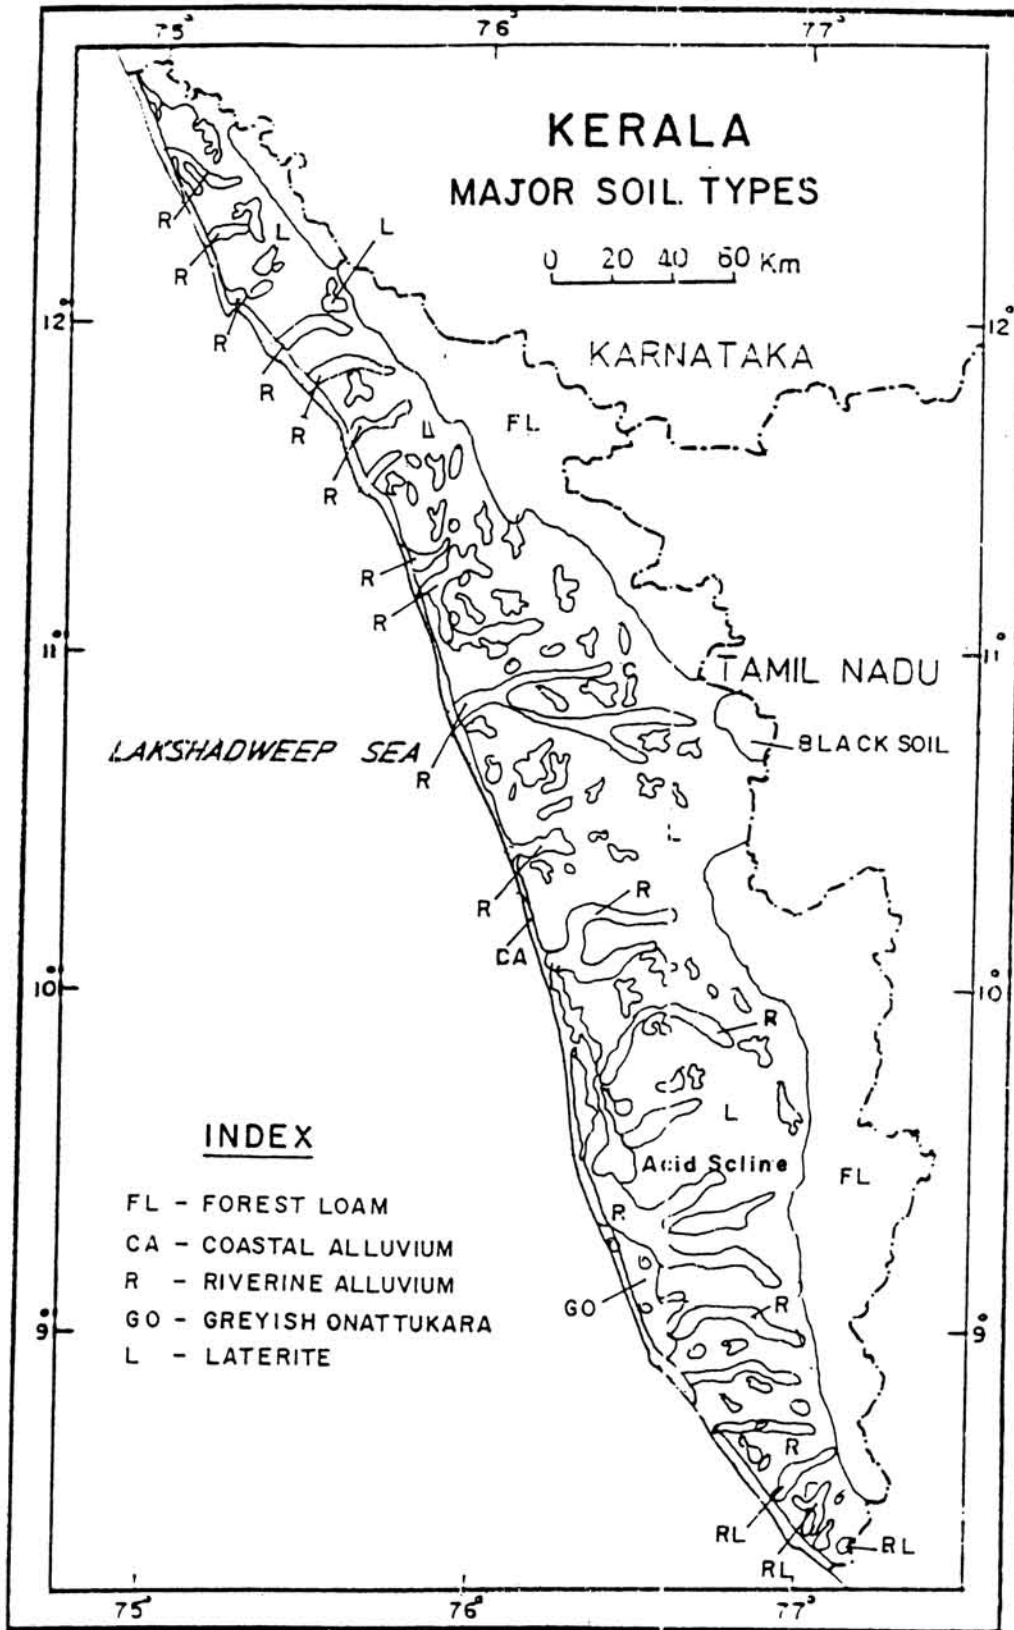 75° 76° 77°
KERALA
MAJOR SOIL TYPES
0 20 40 60 Km
R
L
L
R
12° 12°
R
KARNATAKA
R
FL
R
L
R
R
R
11° 11°
TAMIL NADU
BLACK SOIL
LAKSHADWEEP SEA
R
L
R
R
CA
10° 10°
R
L
INDEX
Acid Scline
FL
FL - FOREST LOAM
R
CA - COASTAL ALLUVIUM
R - RIVERINE ALLUVIUM
GO
R
GO - GREYISH ONATTUKARA
9° 9°
L - LATERITE
R
RL
RL
RL
75° 76° 77°